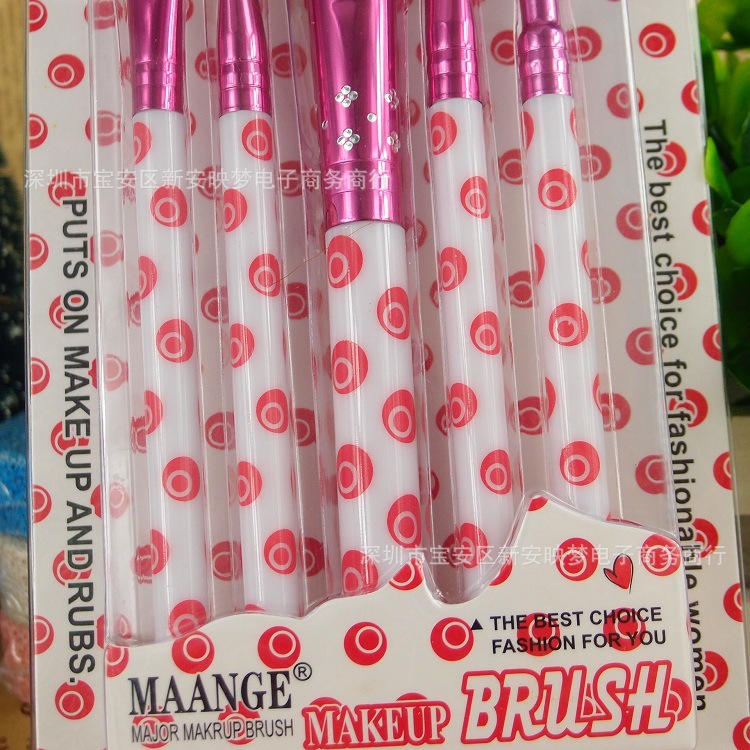 深圳市宝安区新安映梦电子商务商行
PUTS ON MAKE UP AND RUBS.
The best choice for fashionable women
深圳市宝安区新安映梦电子商务商行
▲ THE BEST CHOICE
FASHION FOR YOU
MAANGE®
MAJOR MAKRUP BRUSH
MAKEUP BRUSH